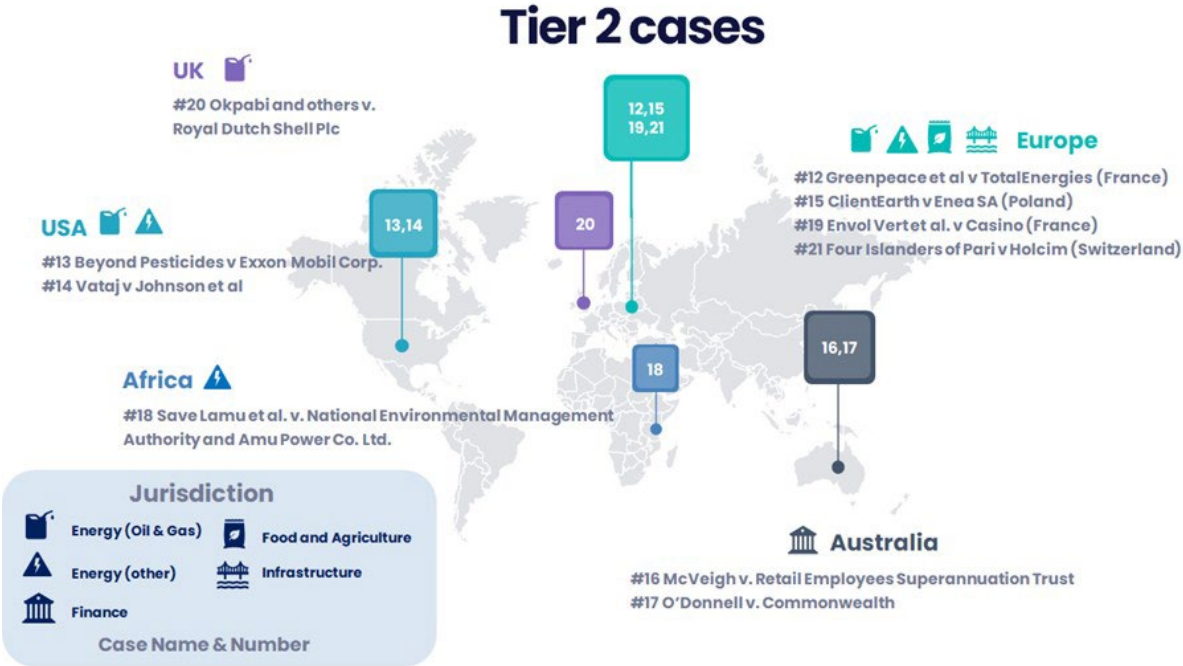 Tier 2 cases
UK
#20 Okpabi and others v.
Royal Dutch Shell Plc
12,15
19,21
Europe
#12 Greenpeace et al v TotalEnergies (France)
#15 ClientEarth v Enea SA (Poland)
#19 Envol Vert et al. v Casino (France)
#21 Four Islanders of Pari v Holcim (Switzerland)
USA
#13 Beyond Pesticides v Exxon Mobil Corp.
#14 Vataj v Johnson et al
13,14
20
16,17
18
Africa
#18 Save Lamu et al. v. National Environmental Management
Authority and Amu Power Co. Ltd.
Jurisdiction
Energy (Oil & Gas)
Food and Agriculture
Energy (other)
Infrastructure
Finance
Case Name & Number
Australia
#16 McVeigh v. Retail Employees Superannuation Trust
#17 O’Donnell v. Commonwealth